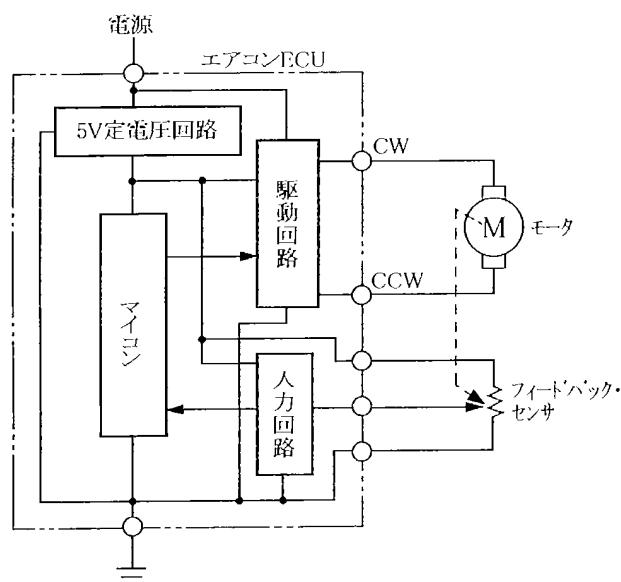 電源
エアコンECU
5V定電圧回路
CW
駆動回路
M
モータ
CCW
マイコン
入力回路
フィードバック・
センサ